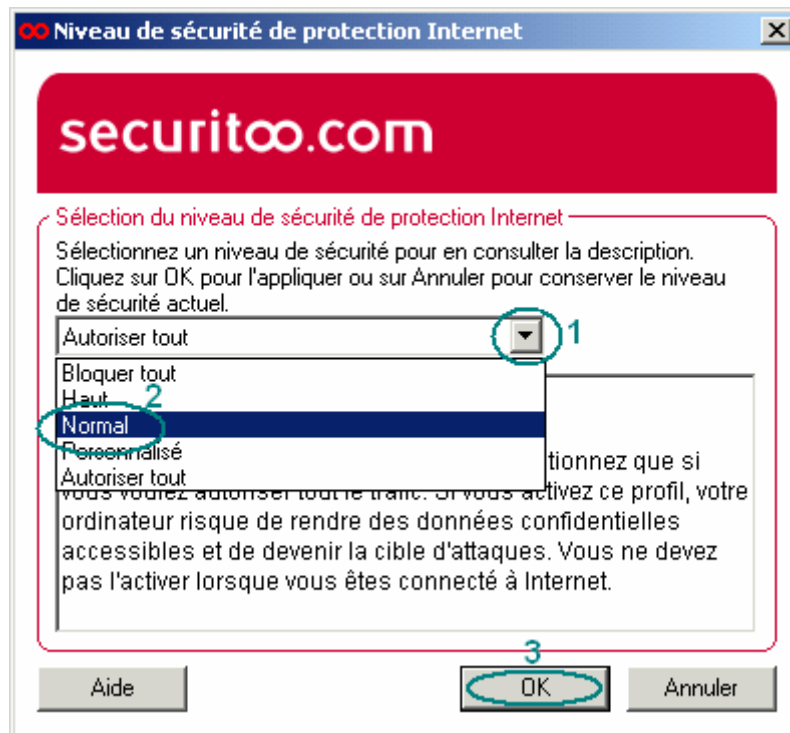 Niveau de sécurité de protection Internet
securitoo.com
Sélection du niveau de sécurité de protection Internet
Sélectionnez un niveau de sécurité pour en consulter la description.
Cliquez sur OK pour l'appliquer ou sur Annuler pour conserver le niveau
de sécurité actuel.
Autoriser tout
1
Bloquer tout
Haut
2
Normal
Personnalisé
Autoriser tout
tionnez que si
vous voulez autoriser tout le trafic. Si vous activez ce profil, votre
ordinateur risque de rendre des données confidentielles
accessibles et de devenir la cible d'attaques. Vous ne devez
pas l'activer lorsque vous êtes connecté à Internet.
3
Aide
OK
Annuler